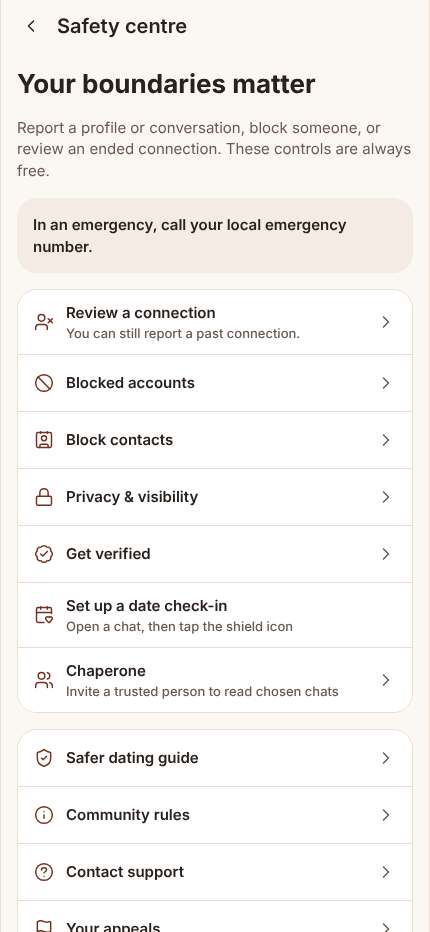 Safety centre
Your boundaries matter
Report a profile or conversation, block someone, or
review an ended connection. These controls are always
free.
In an emergency, call your local emergency
number.
Review a connection
You can still report a past connection.
Blocked accounts
Block contacts
Privacy & visibility
Get verified
Set up a date check-in
Open a chat, then tap the shield icon
Chaperone
Invite a trusted person to read chosen chats
Safer dating guide
Community rules
Contact support
Your appeals